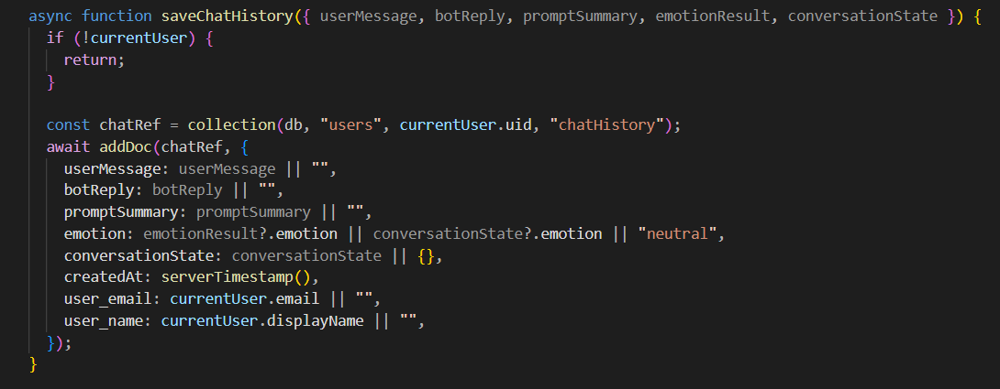 async function saveChatHistory({ userMessage, botReply, promptSummary, emotionResult, conversationState }) {
  if (!currentUser) {
    return;
  }

  const chatRef = collection(db, "users", currentUser.uid, "chatHistory");
  await addDoc(chatRef, {
    userMessage: userMessage || "",
    botReply: botReply || "",
    promptSummary: promptSummary || "",
    emotion: emotionResult?.emotion || conversationState?.emotion || "neutral",
    conversationState: conversationState || {},
    createdAt: serverTimestamp(),
    user_email: currentUser.email || "",
    user_name: currentUser.displayName || "",
  });
}